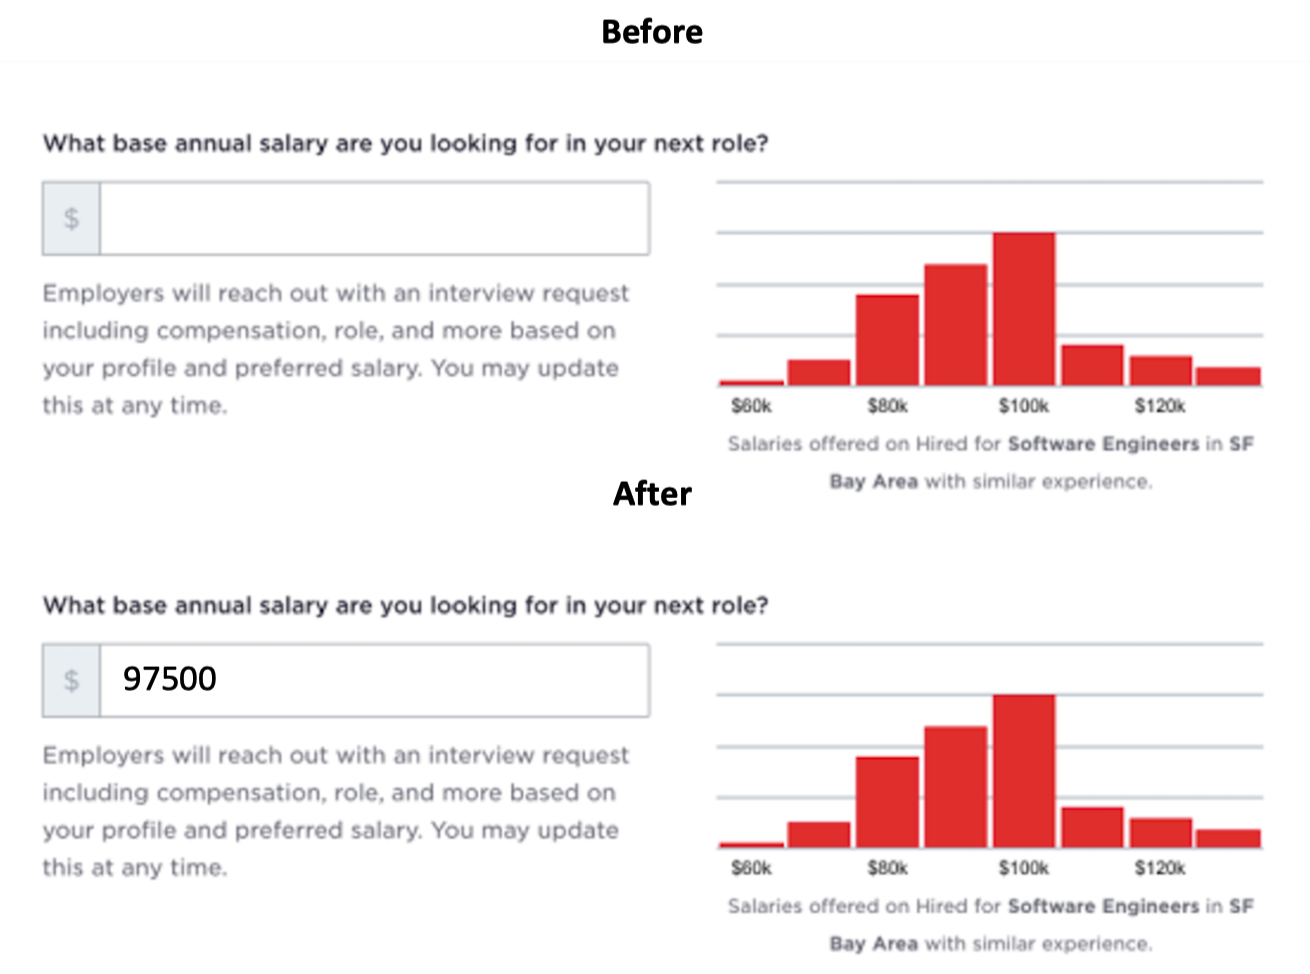 Before
What base annual salary are you looking for in your next role?
$
Employers will reach out with an interview request
including compensation, role, and more based on
your profile and preferred salary. You may update
this at any time.
$60k $80k $100k $120k
Salaries offered on Hired for Software Engineers in SF
Bay Area with similar experience.
After
What base annual salary are you looking for in your next role?
$ 97500
Employers will reach out with an interview request
including compensation, role, and more based on
your profile and preferred salary. You may update
this at any time.
$60k $80k $100k $120k
Salaries offered on Hired for Software Engineers in SF
Bay Area with similar experience.